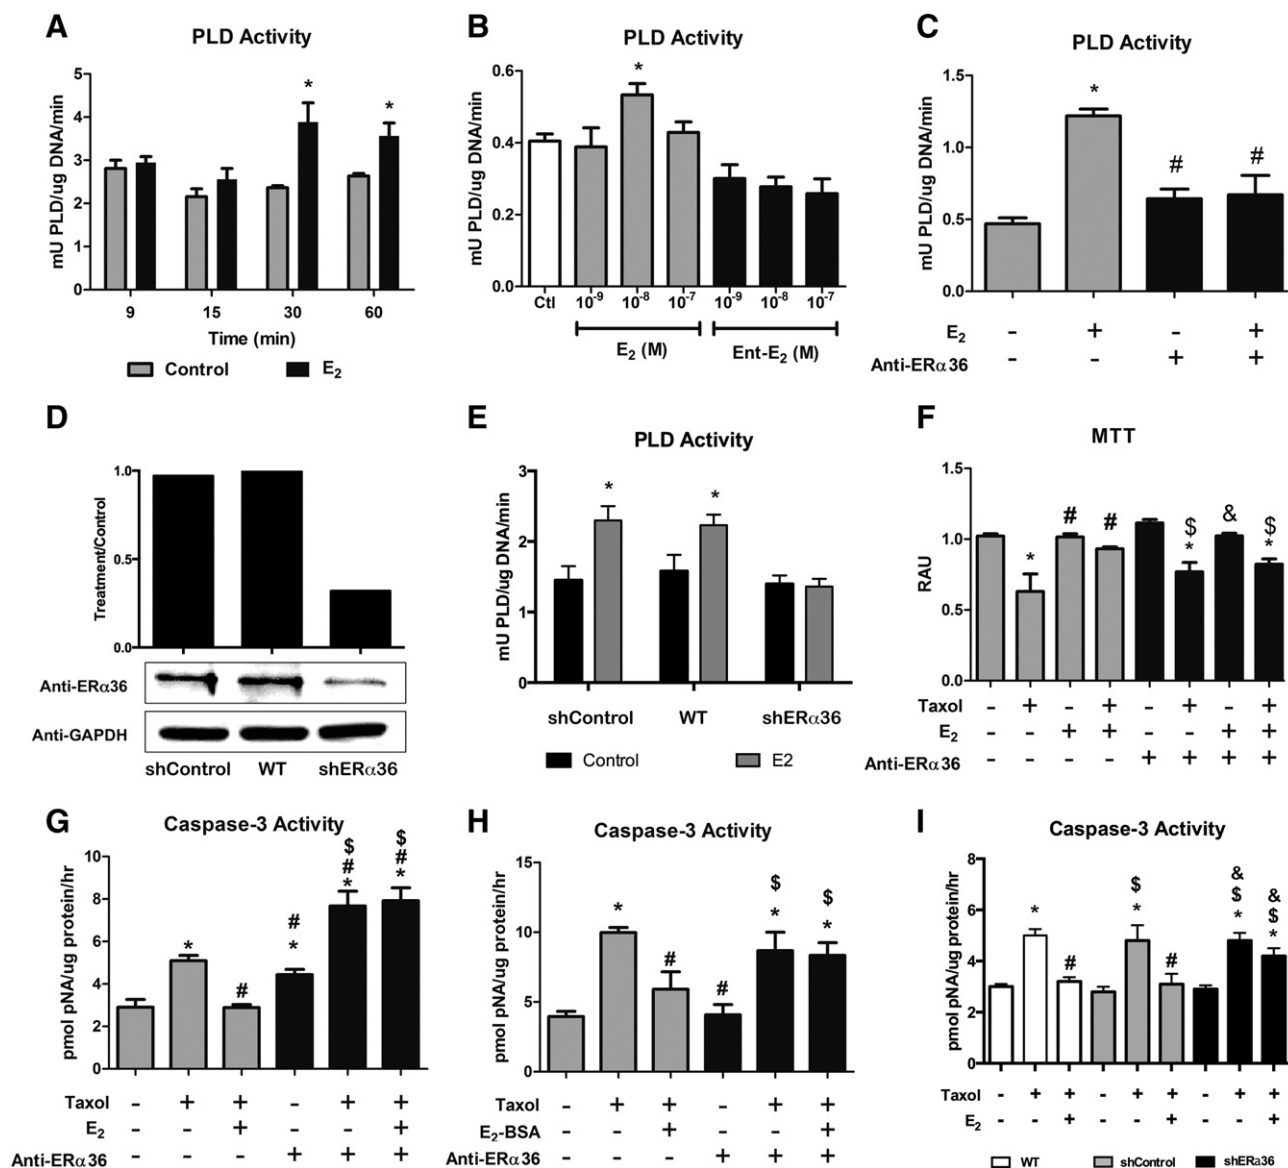 A
PLD Activity
mU PLD/ug DNA/min
5
4
3
2
1
0
* *
9 15 30 60
Time (min)
Control E2
B
PLD Activity
mU PLD/ug DNA/min
0.6
0.4
0.2
0.0
*
Ctl 10-9 10-8 10-7 10-9 10-8 10-7
E2 (M) Ent-E2 (M)
C
PLD Activity
mU PLD/ug DNA/min
1.5
1.0
0.5
0.0
* # #
E2 - + - +
Anti-ERα36 - - + +
D
Treatment/Control
1.0
0.5
0.0
Anti-ERα36
Anti-GAPDH
shControl WT shERα36
E
PLD Activity
mU PLD/ug DNA/min
3
2
1
0
* *
shControl WT shERα36
Control E2
F
MTT
RAU
1.5
1.0
0.5
0.0
# # $ & $
* * *
Taxol - + - + - + - +
E2 - - + + - - + +
Anti-ERα36 - - - - + + + +
G
Caspase-3 Activity
pmol pNA/ug protein/hr
10
8
6
4
2
0
$ $
# # #
* # * * *
Taxol - + + - + +
E2 - - + - - +
Anti-ERα36 - - - + + +
H
Caspase-3 Activity
pmol pNA/ug protein/hr
15
10
5
0
$ $
* # # * *
Taxol - + + - + +
E2-BSA - - + - - +
Anti-ERα36 - - - + + +
I
Caspase-3 Activity
pmol pNA/ug protein/hr
8
6
4
2
0
& &
$ $ $
* # * # * *
Taxol - + + - + + - + +
E2 - - + - - + - - +
WT shControl shERa36